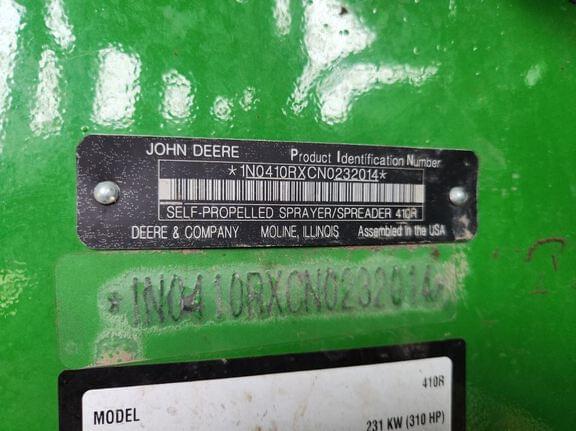 JOHN DEERE Product Identification Number
*1N0410RXCN0232014*
SELF-PROPELLED SPRAYER/SPREADER 410R
DEERE & COMPANY MOLINE, ILLINOIS Assembled in the USA
*1N0410RXCN0232014*
410R
MODEL 231 KW (310 HP)